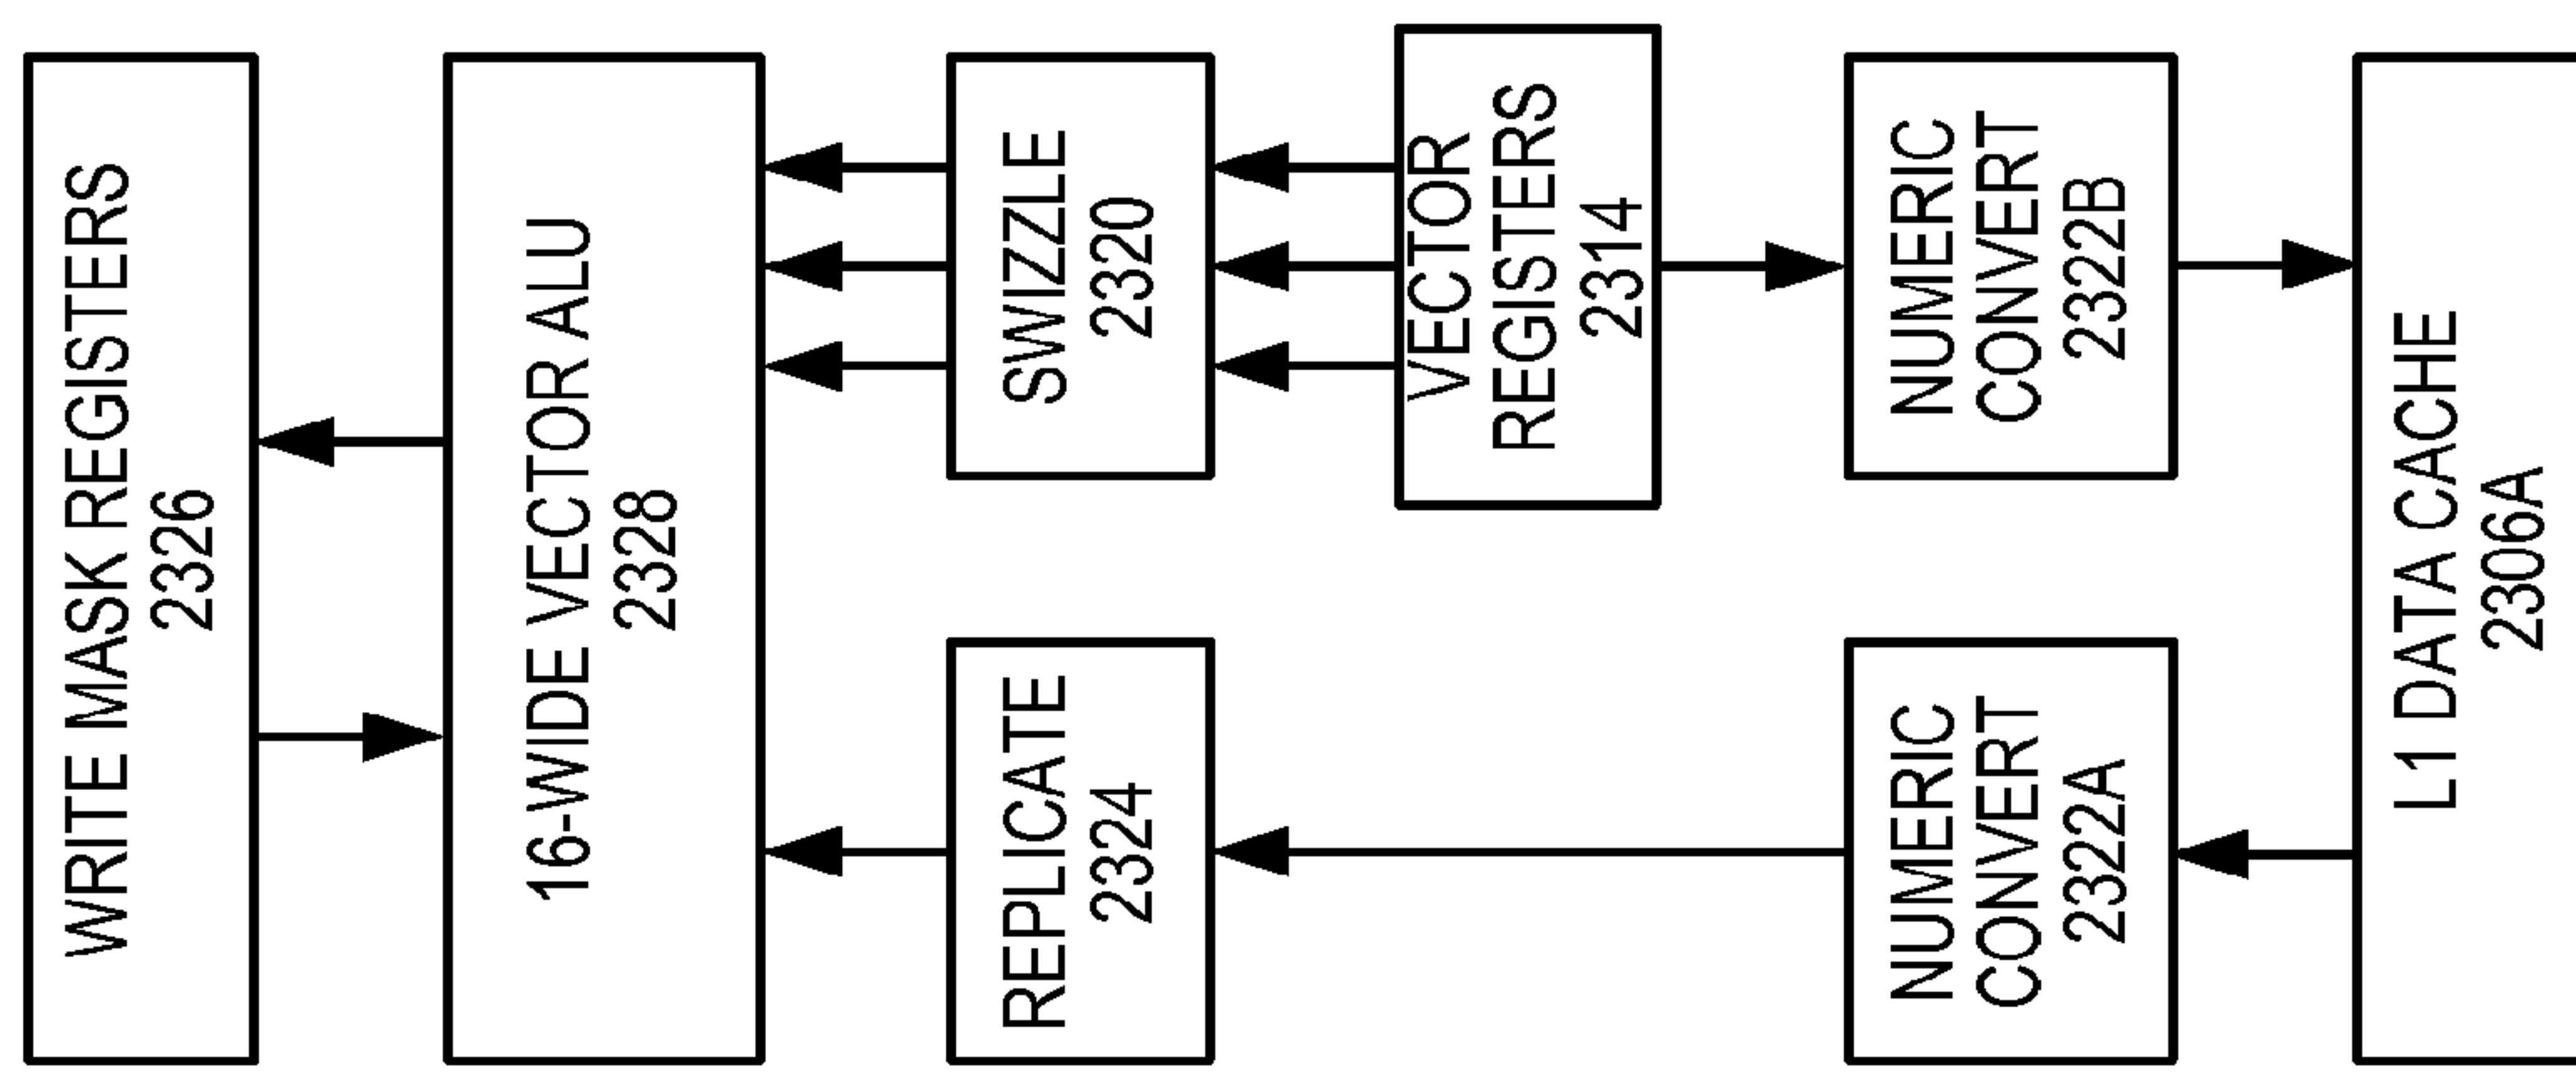 WRITE MASK REGISTERS
2326
16-WIDE VECTOR ALU
2328
REPLICATE
2324
SWIZZLE
2320
VECTOR
REGISTERS
2314
NUMERIC
CONVERT
2322A
NUMERIC
CONVERT
2322B
L1 DATA CACHE
2306A